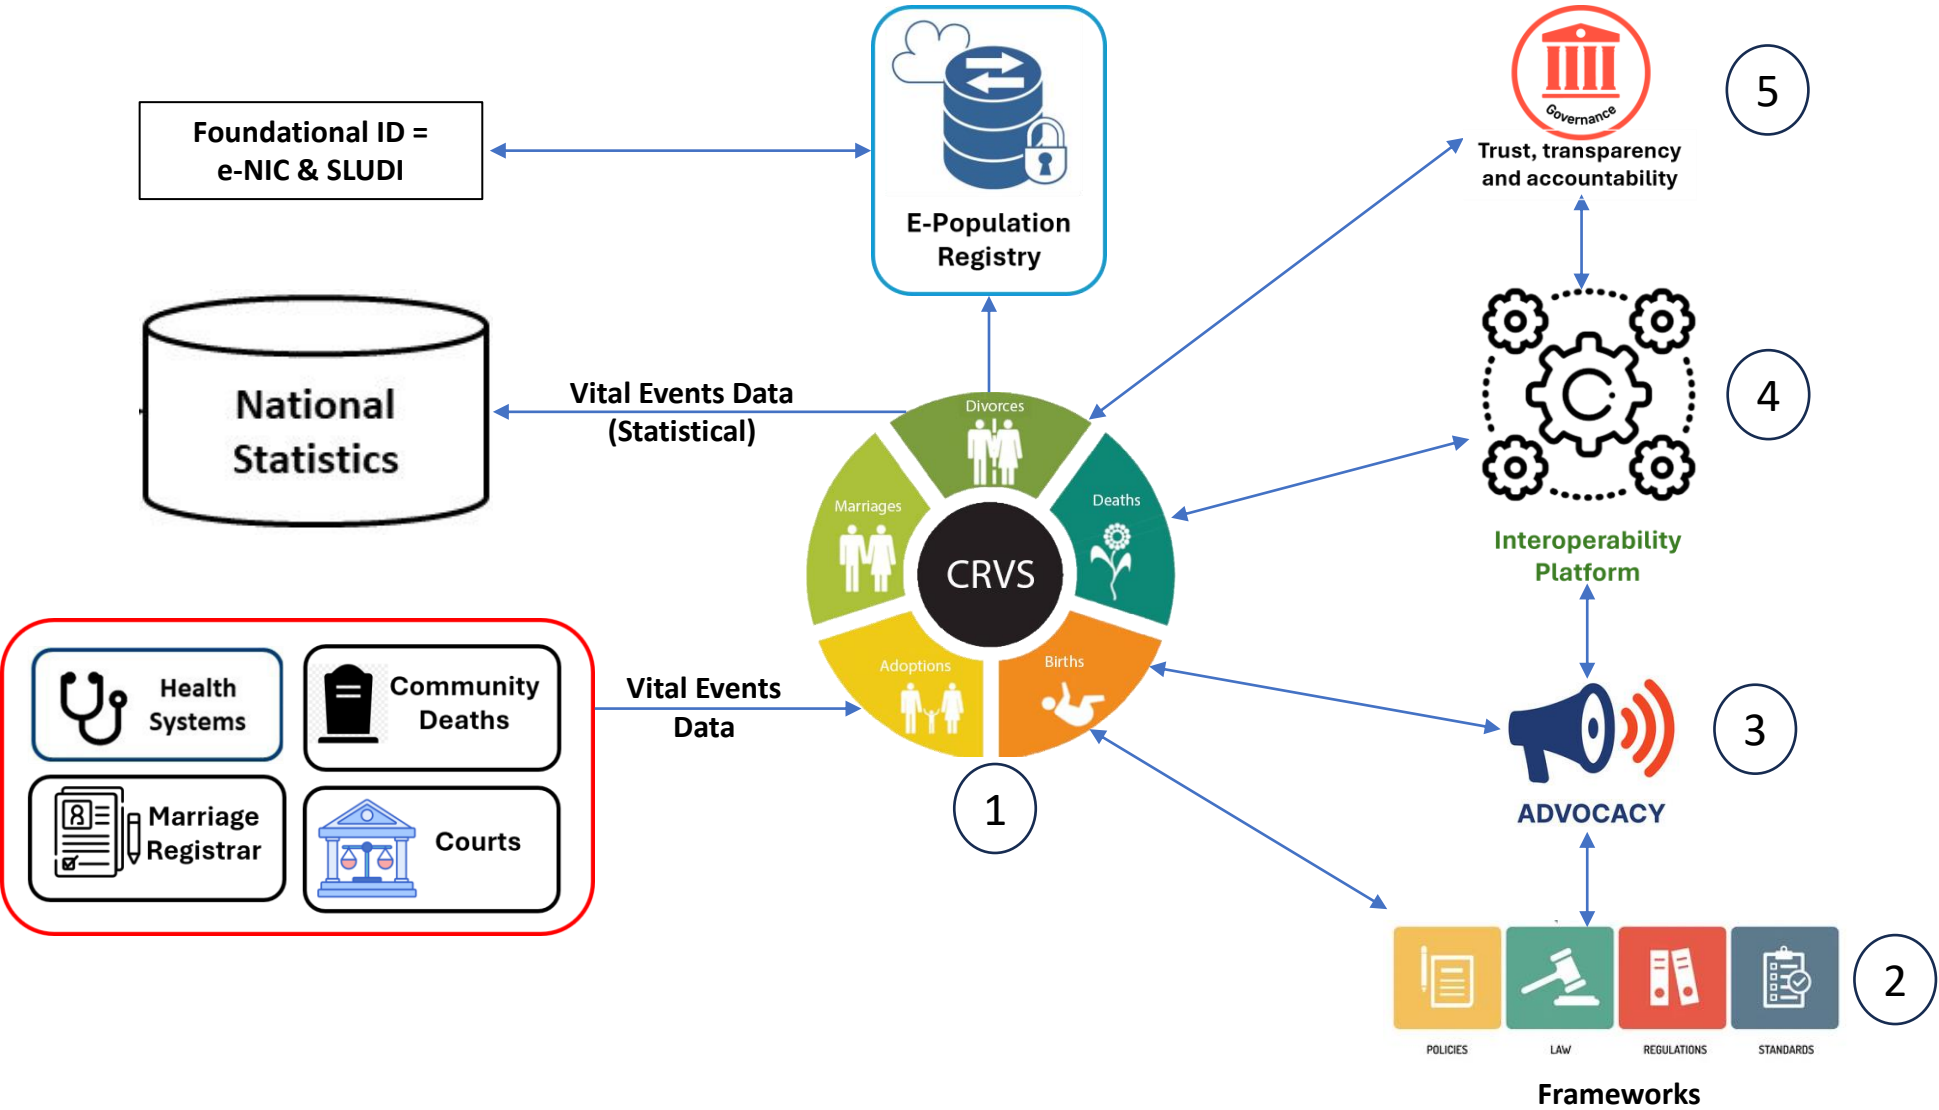 Foundational ID =
e-NIC & SLUDI
E-Population
Registry
Governance
Trust, transparency
and accountability
5
National
Statistics
Vital Events Data
(Statistical)
Divorces
Marriages
Deaths
CRVS
Adoptions
Births
1
Interoperability
Platform
4
Health
Systems
Community
Deaths
Marriage
Registrar
Courts
Vital Events
Data
ADVOCACY
3
POLICIES
LAW
REGULATIONS
STANDARDS
2
Frameworks